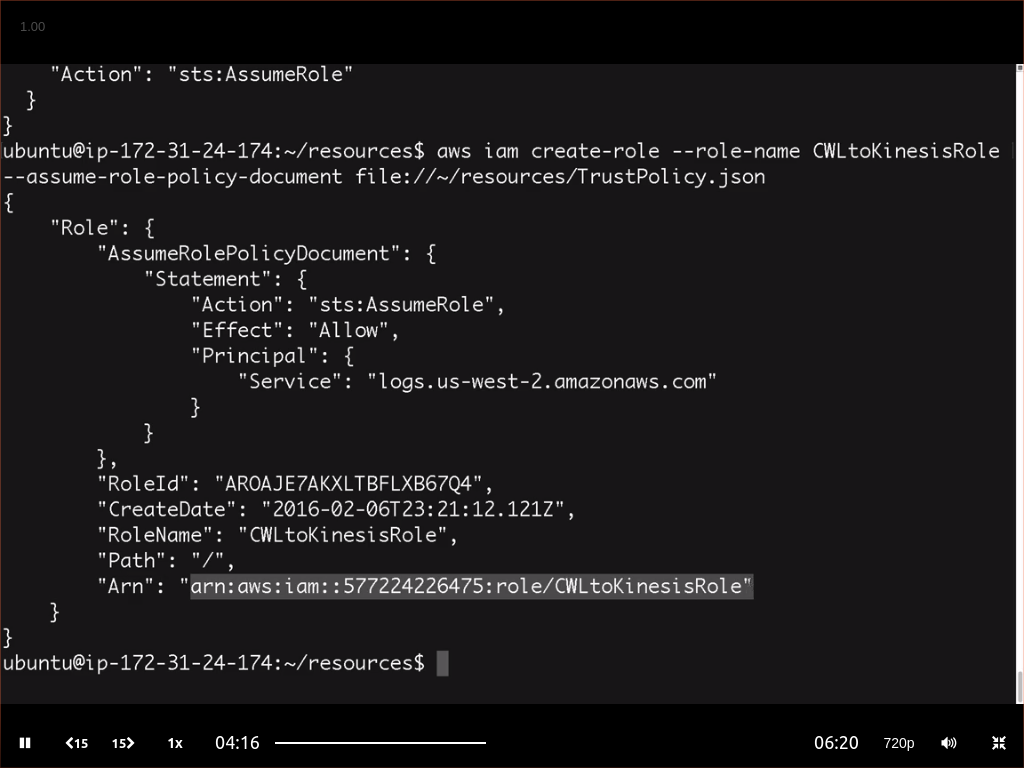 1.00
    "Action": "sts:AssumeRole"
  }
}
ubuntu@ip-172-31-24-174:~/resources$ aws iam create-role --role-name CWLtoKinesisRole
--assume-role-policy-document file://~/resources/TrustPolicy.json
{
    "Role": {
        "AssumeRolePolicyDocument": {
            "Statement": {
                "Action": "sts:AssumeRole",
                "Effect": "Allow",
                "Principal": {
                    "Service": "logs.us-west-2.amazonaws.com"
                }
            }
        },
        "RoleId": "AROAJE7AKXLTBFLXB67Q4",
        "CreateDate": "2016-02-06T23:21:12.121Z",
        "RoleName": "CWLtoKinesisRole",
        "Path": "/",
        "Arn": "arn:aws:iam::577224226475:role/CWLtoKinesisRole"
    }
}
ubuntu@ip-172-31-24-174:~/resources$
15 15 1x 04:16 06:20 720p